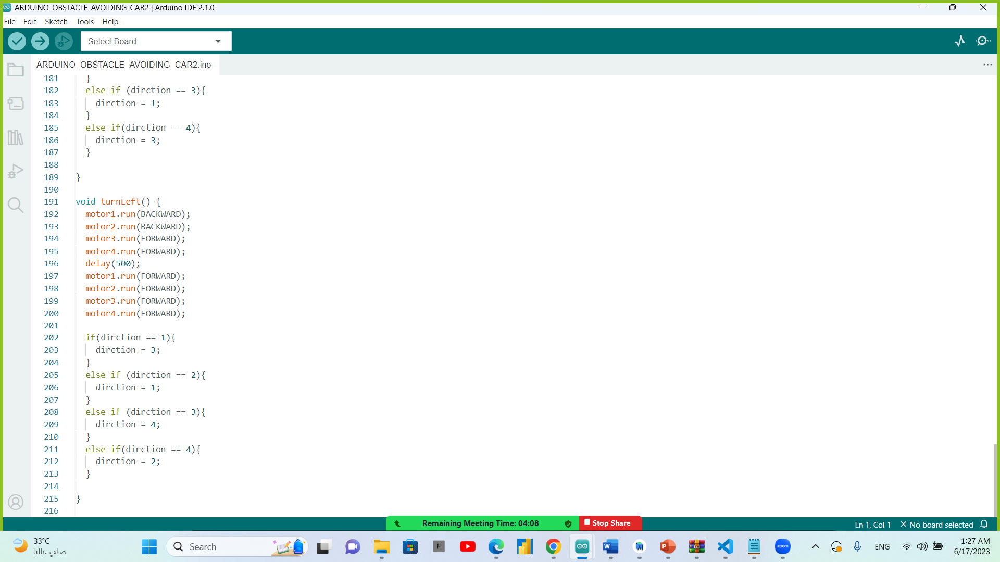 ARDUINO_OBSTACLE_AVOIDING_CAR2 | Arduino IDE 2.1.0
File Edit Sketch Tools Help
Select Board
ARDUINO_OBSTACLE_AVOIDING_CAR2.ino
181 }
182 else if (dirction == 3){
183 dirction = 1;
184 }
185 else if(dirction == 4){
186 dirction = 3;
187 }
188
189 }
190
191 void turnLeft() {
192 motor1.run(BACKWARD);
193 motor2.run(BACKWARD);
194 motor3.run(FORWARD);
195 motor4.run(FORWARD);
196 delay(500);
197 motor1.run(FORWARD);
198 motor2.run(FORWARD);
199 motor3.run(FORWARD);
200 motor4.run(FORWARD);
201
202 if(dirction == 1){
203 dirction = 3;
204 }
205 else if (dirction == 2){
206 dirction = 1;
207 }
208 else if (dirction == 3){
209 dirction = 4;
210 }
211 else if(dirction == 4){
212 dirction = 2;
213 }
214
215 }
216
Remaining Meeting Time: 04:08 Stop Share
Ln 1, Col 1 No board selected
33°C
صافٍ غالبًا
Search
F
W
P
zoom
ENG
1:27 AM
6/17/2023